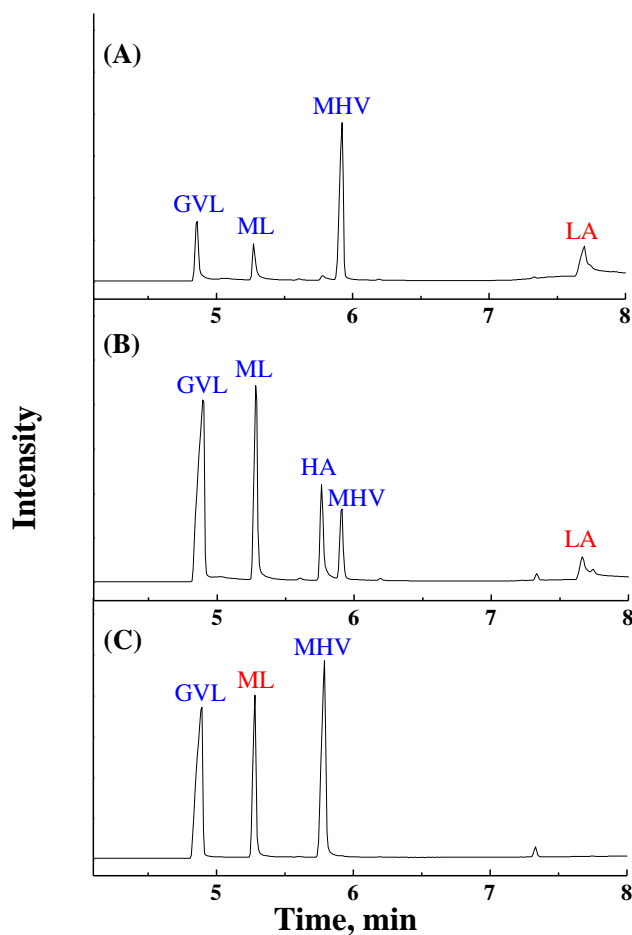 (A)
MHV
GVL
ML
LA
5 6 7 8
(B)
ML
GVL
HA
MHV
LA
5 6 7 8
(C)
MHV
GVL
ML
5 6 7 8
Intensity
Time, min